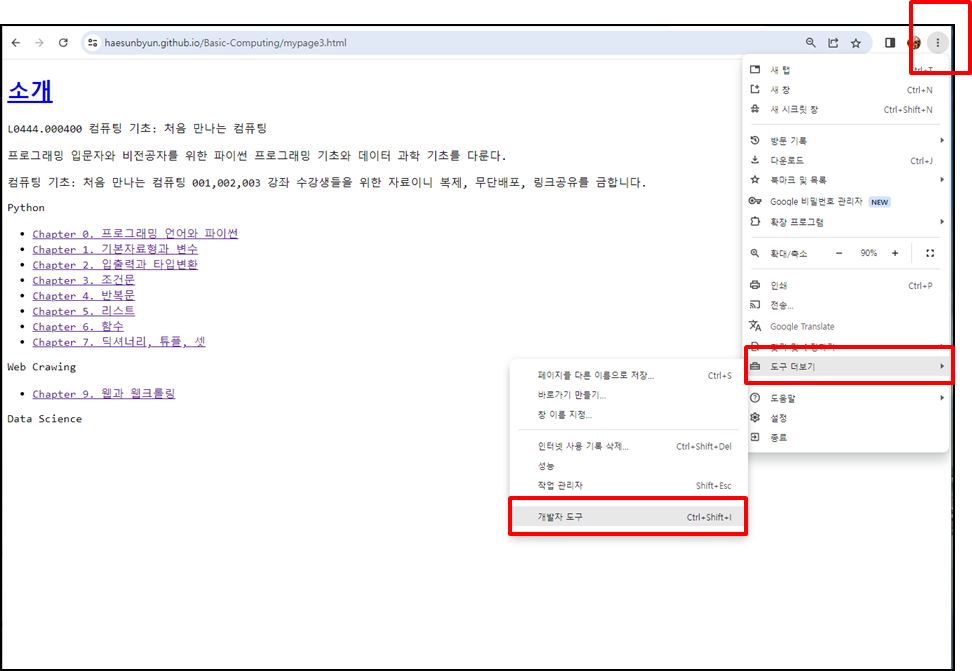 haesunbyun.github.io/Basic-Computing/mypage3.html
소개
L0444.000400 컴퓨팅 기초: 처음 만나는 컴퓨팅
프로그래밍 입문자와 비전공자를 위한 파이썬 프로그래밍 기초와 데이터 과학 기초를 다룬다.
컴퓨팅 기초: 처음 만나는 컴퓨팅 001,002,003 강좌 수강생들을 위한 자료이니 복제, 무단배포, 링크공유를 금합니다.
Python
Chapter 0. 프로그래밍 언어와 파이썬
Chapter 1. 기본자료형과 변수
Chapter 2. 입출력과 타입변환
Chapter 3. 조건문
Chapter 4. 반복문
Chapter 5. 리스트
Chapter 6. 함수
Chapter 7. 딕셔너리, 튜플, 셋
Web Crawing
Chapter 9. 웹과 웹크롤링
Data Science
새 탭 Ctrl+T
새 창 Ctrl+N
새 시크릿 창 Ctrl+Shift+N
방문 기록
다운로드 Ctrl+J
북마크 및 목록
Google 비밀번호 관리자 NEW
확장 프로그램
확대/축소 − 90% +
인쇄 Ctrl+P
전송...
Google Translate
도구 더보기
도움말
설정
종료
페이지를 다른 이름으로 저장... Ctrl+S
바로가기 만들기...
창 이름 지정...
인터넷 사용 기록 삭제... Ctrl+Shift+Del
성능
작업 관리자 Shift+Esc
개발자 도구 Ctrl+Shift+I